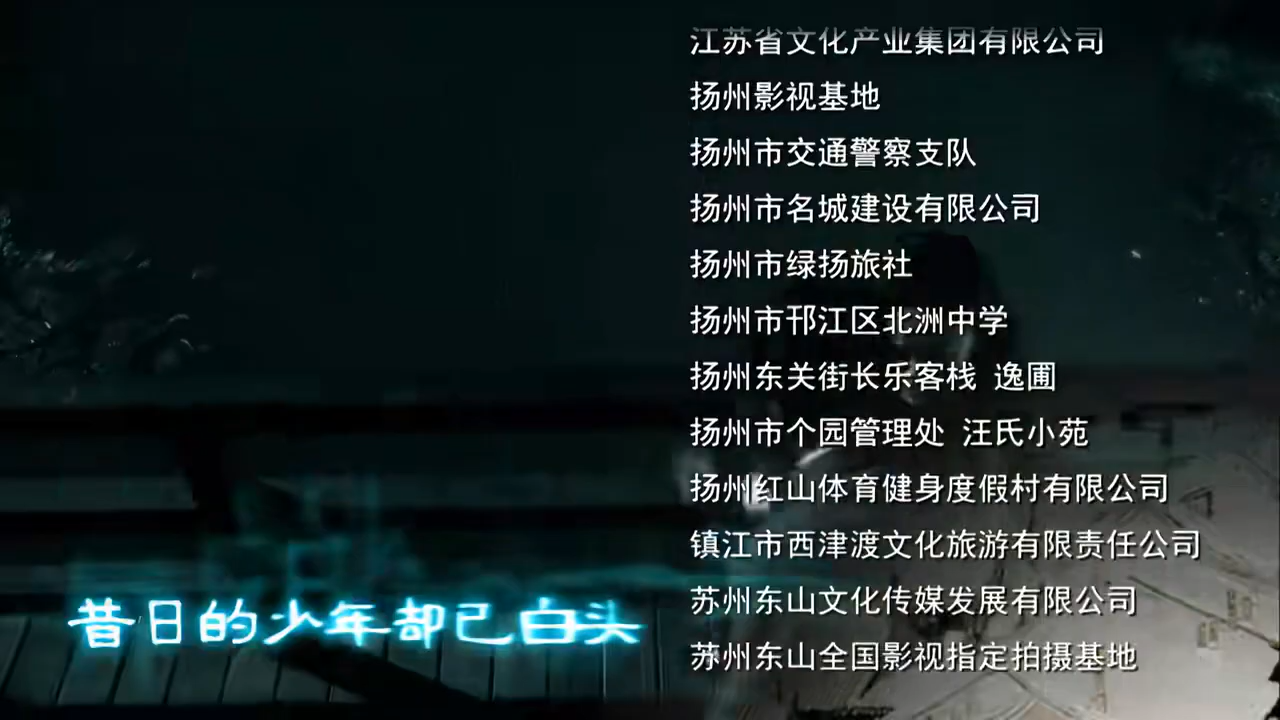 江苏省文化产业集团有限公司
扬州影视基地
扬州市交通警察支队
扬州市名城建设有限公司
扬州市绿扬旅社
扬州市邗江区北洲中学
扬州东关街长乐客栈 逸圃
扬州市个园管理处 汪氏小苑
扬州红山体育健身度假村有限公司
镇江市西津渡文化旅游有限责任公司
苏州东山文化传媒发展有限公司
苏州东山全国影视指定拍摄基地
昔日的少年却已白头